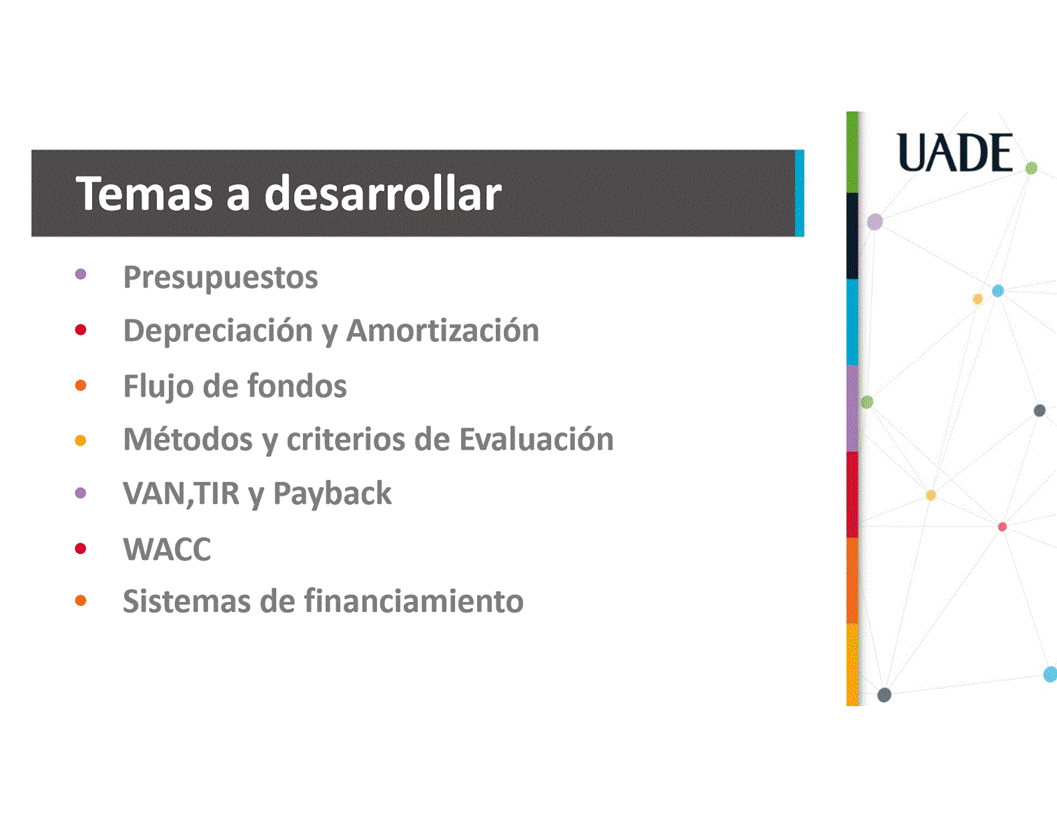 UADE
Temas a desarrollar
• Presupuestos
• Depreciación y Amortización
• Flujo de fondos
• Métodos y criterios de Evaluación
• VAN,TIR y Payback
• WACC
• Sistemas de financiamiento